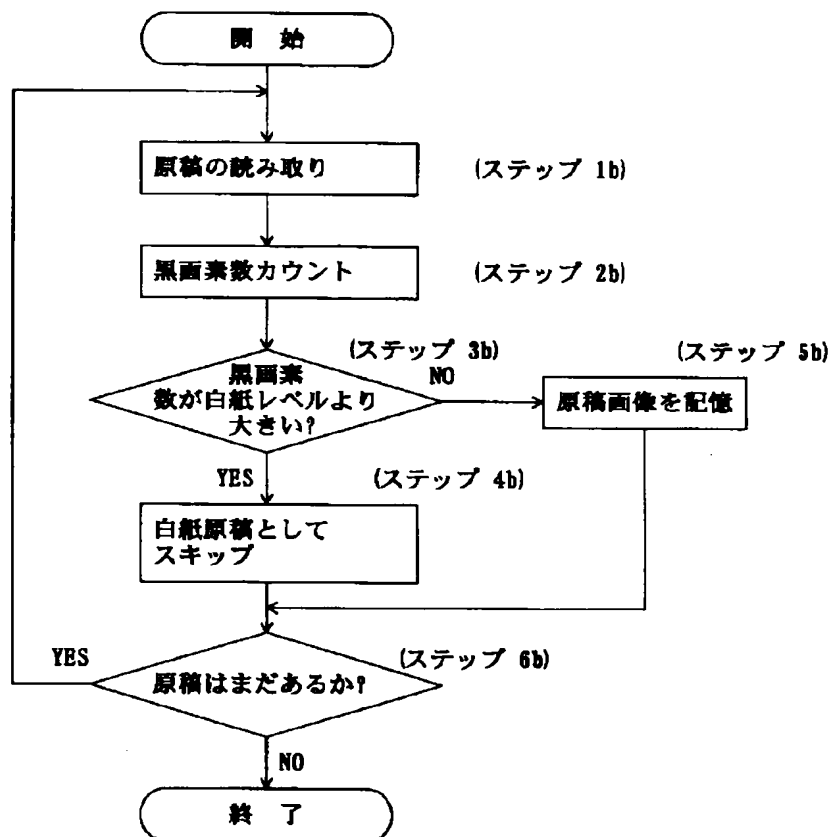 開 始
原稿の読み取り
(ステップ 1b)
黒画素数カウント
(ステップ 2b)
(ステップ 3b)
黒画素
数が白紙レベルより
大きい?
NO
(ステップ 5b)
原稿画像を記憶
YES
(ステップ 4b)
白紙原稿として
スキップ
YES
(ステップ 6b)
原稿はまだあるか?
NO
終 了